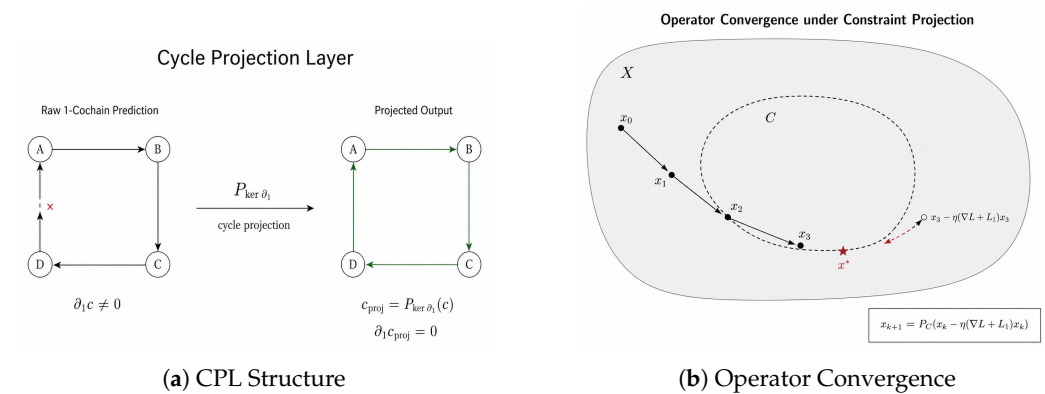 Cycle Projection Layer
Raw 1-Cochain Prediction
Projected Output
A
B
A
B
×
P_{ker ∂₁}
cycle projection
D
C
D
C
∂₁c ≠ 0
c_proj = P_{ker ∂₁}(c)
∂₁c_proj = 0
(a) CPL Structure
Operator Convergence under Constraint Projection
X
x₀
C
x₁
x₂
x₃ − η(∇L + L₁)x₃
x₃
x*
x_{k+1} = P_C(x_k − η(∇L + L₁)x_k)
(b) Operator Convergence